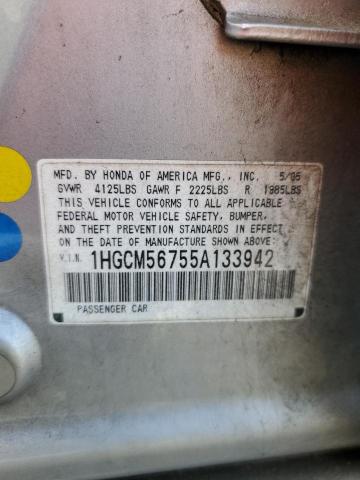 MFD. BY HONDA OF AMERICA MFG., INC. 5/05
GVWR 4125LBS GAWR F 2225LBS R 1985LBS
THIS VEHICLE CONFORMS TO ALL APPLICABLE
FEDERAL MOTOR VEHICLE SAFETY, BUMPER,
AND THEFT PREVENTION STANDARDS IN EFFECT
ON THE DATE OF MANUFACTURE SHOWN ABOVE.
V.I.N. 1HGCM56755A133942
PASSENGER CAR